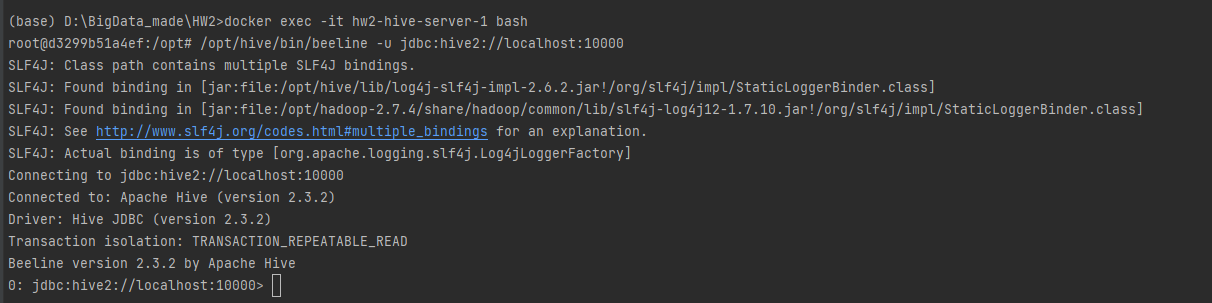 (base) D:\BigData_made\HW2>docker exec -it hw2-hive-server-1 bash
root@d3299b51a4ef:/opt# /opt/hive/bin/beeline -u jdbc:hive2://localhost:10000
SLF4J: Class path contains multiple SLF4J bindings.
SLF4J: Found binding in [jar:file:/opt/hive/lib/log4j-slf4j-impl-2.6.2.jar!/org/slf4j/impl/StaticLoggerBinder.class]
SLF4J: Found binding in [jar:file:/opt/hadoop-2.7.4/share/hadoop/common/lib/slf4j-log4j12-1.7.10.jar!/org/slf4j/impl/StaticLoggerBinder.class]
SLF4J: See http://www.slf4j.org/codes.html#multiple_bindings for an explanation.
SLF4J: Actual binding is of type [org.apache.logging.slf4j.Log4jLoggerFactory]
Connecting to jdbc:hive2://localhost:10000
Connected to: Apache Hive (version 2.3.2)
Driver: Hive JDBC (version 2.3.2)
Transaction isolation: TRANSACTION_REPEATABLE_READ
Beeline version 2.3.2 by Apache Hive
0: jdbc:hive2://localhost:10000>